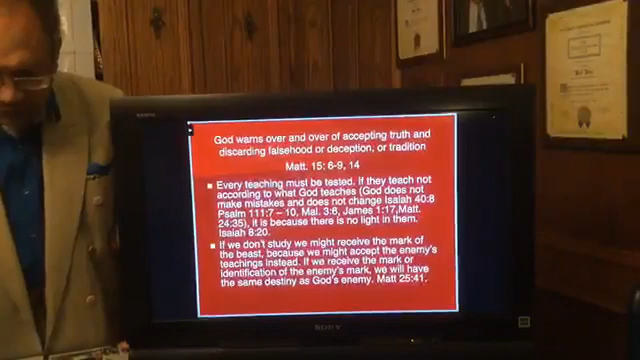 SONY
God warns over and over of accepting truth and
discarding falsehood or deception, or tradition
Matt. 15: 6-9, 14
Every teaching must be tested. If they teach not
according to what God teaches (God does not
make mistakes and does not change Isaiah 40:8
Psalm 111:7 – 10, Mal. 3:6, James 1:17,Matt.
24:35), it is because there is no light in them.
Isaiah 8:20.
If we don't study we might receive the mark of
the beast, because we might accept the enemy's
teachings instead. If we receive the mark or
identification of the enemy's mark, we will have
the same destiny as God's enemy. Matt 25:41.
SONY